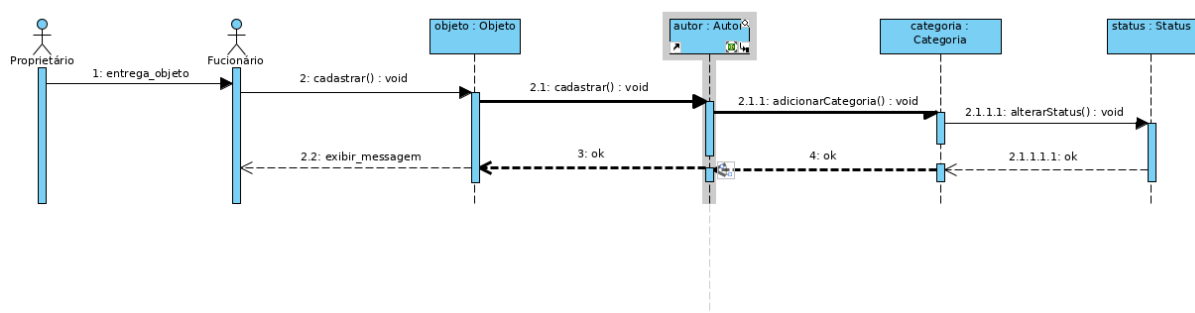 objeto : Objeto
autor : Autor
categoria :
Categoria
status : Status
Proprietário
Fucionário
1: entrega_objeto
2: cadastrar() : void
2.1: cadastrar() : void
2.1.1: adicionarCategoria() : void
2.1.1.1: alterarStatus() : void
2.2: exibir_messagem
3: ok
4: ok
2.1.1.1.1: ok